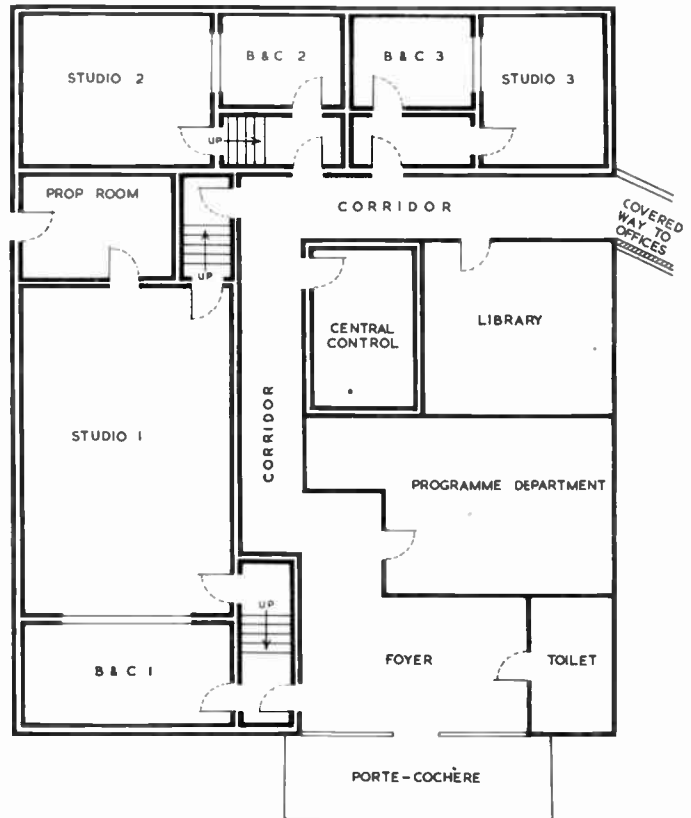 STUDIO 2
B & C 2
B & C 3
STUDIO 3
UP
PROP ROOM
CORRIDOR
COVERED
WAY TO
OFFICES
UP
CENTRAL
CONTROL
LIBRARY
CORRIDOR
STUDIO 1
PROGRAMME DEPARTMENT
UP
B & C 1
FOYER
TOILET
PORTE-COCHÈRE